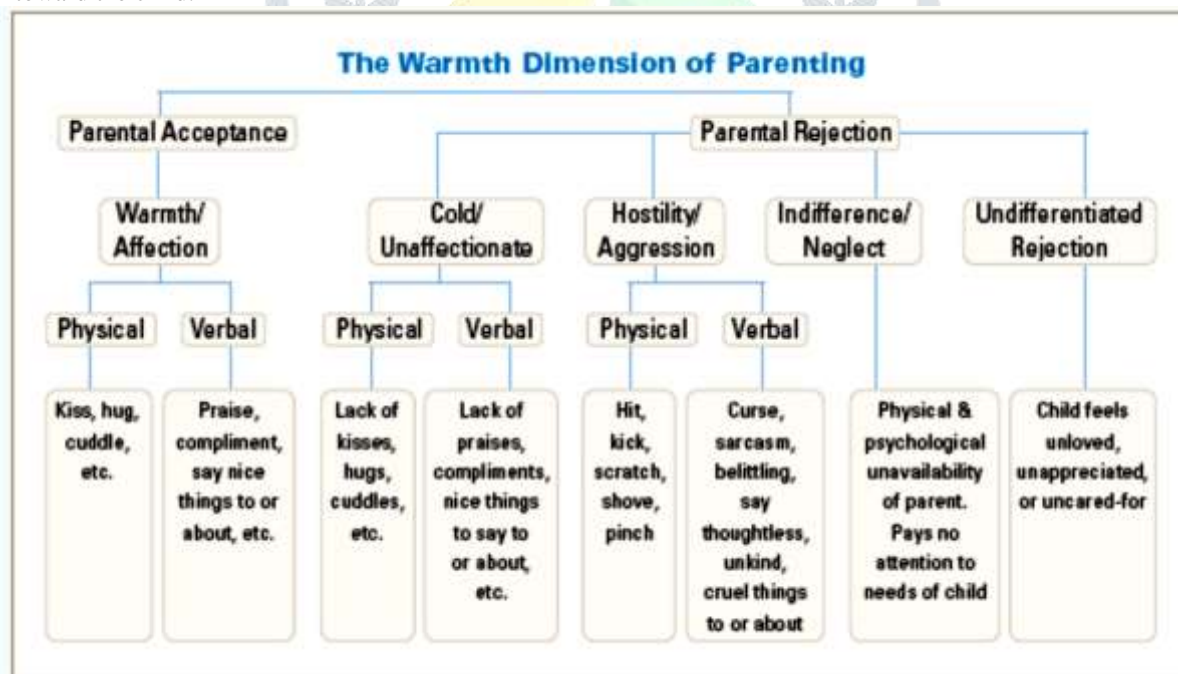 The Warmth Dimension of Parenting
Parental Acceptance
Parental Rejection
Warmth/
Affection
Cold/
Unaffectionate
Hostility/
Aggression
Indifference/
Neglect
Undifferentiated
Rejection
Physical
Verbal
Physical
Verbal
Physical
Verbal
Kiss, hug,
cuddle,
etc.
Praise,
compliment,
say nice
things to or
about, etc.
Lack of
kisses,
hugs,
cuddles,
etc.
Lack of
praises,
compliments,
nice things
to say to
or about,
etc.
Hit,
kick,
scratch,
shove,
pinch
Curse,
sarcasm,
belittling,
say
thoughtless,
unkind,
cruel things
to or about
Physical &
psychological
unavailability
of parent.
Pays no
attention to
needs of child
Child feels
unloved,
unappreciated,
or uncared-for